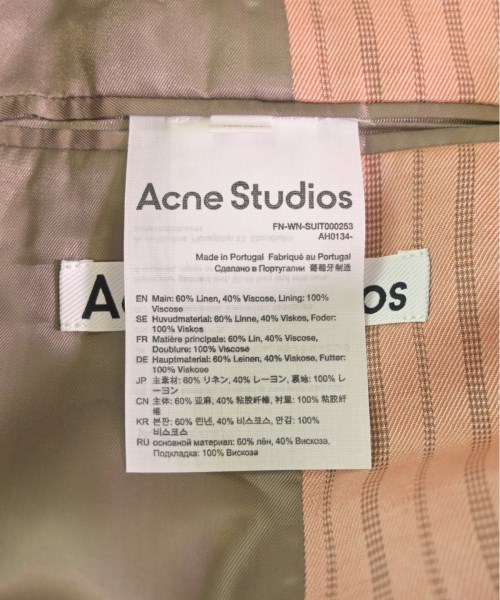 Acne Studios
FN-WN-SUIT000253
AH0134-
Made in Portugal Fabriqué au Portugal
Сделано в Португалии 葡萄牙制造
Ac
os
EN Main: 60% Linen, 40% Viscose, Lining: 100%
Viscose
SE Huvudmaterial: 60% Linne, 40% Viskos, Foder:
100% Viskos
FR Matière principale: 60% Lin, 40% Viscose,
Doublure: 100% Viscose
DE Hauptmaterial: 60% Leinen, 40% Viskose, Futter:
100% Viskose
JP 主素材: 60% リネン, 40% レーヨン, 裏地: 100% レ
ーヨン
CN 主体: 60% 亚麻, 40% 粘胶纤维, 衬里: 100% 粘胶纤
维
KR 본판: 60% 린넨, 40% 비스코스, 안감: 100%
비스코스
RU основной материал: 60% лён, 40% Вискоза,
Подкладка: 100% Вискоза